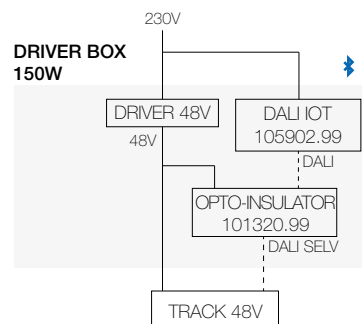 230V
DRIVER BOX
150W
DRIVER 48V
DALI IOT
105902.99
48V
DALI
OPTO-INSULATOR
101320.99
DALI SELV
TRACK 48V